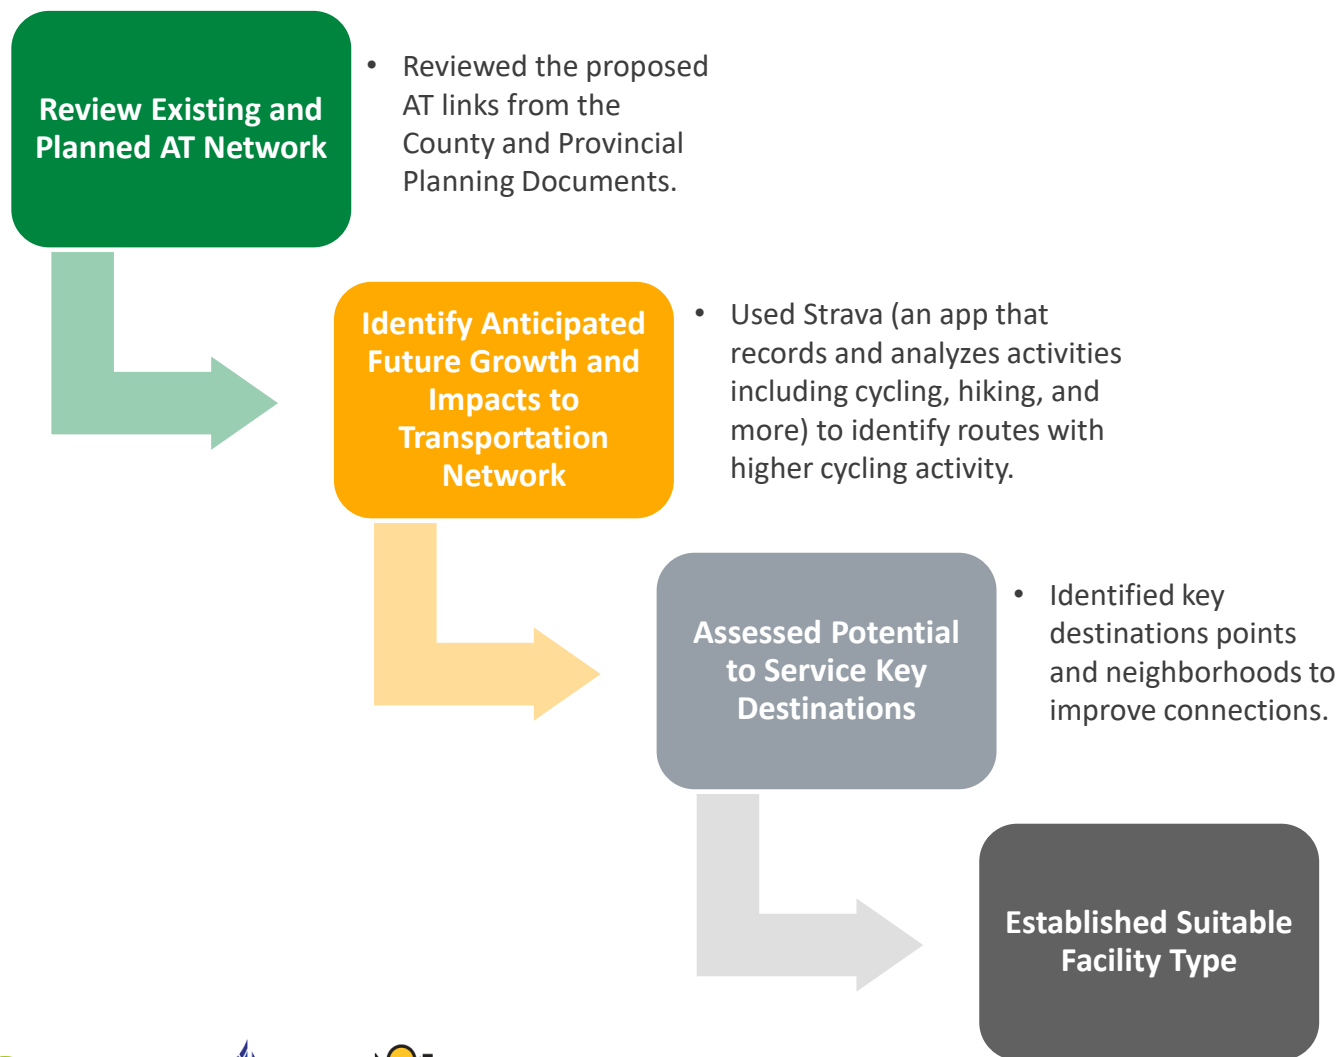 Review Existing and
Planned AT Network
• Reviewed the proposed
AT links from the
County and Provincial
Planning Documents.
Identify Anticipated
Future Growth and
Impacts to
Transportation
Network
• Used Strava (an app that
records and analyzes activities
including cycling, hiking, and
more) to identify routes with
higher cycling activity.
Assessed Potential
to Service Key
Destinations
• Identified key
destinations points
and neighborhoods to
improve connections.
Established Suitable
Facility Type